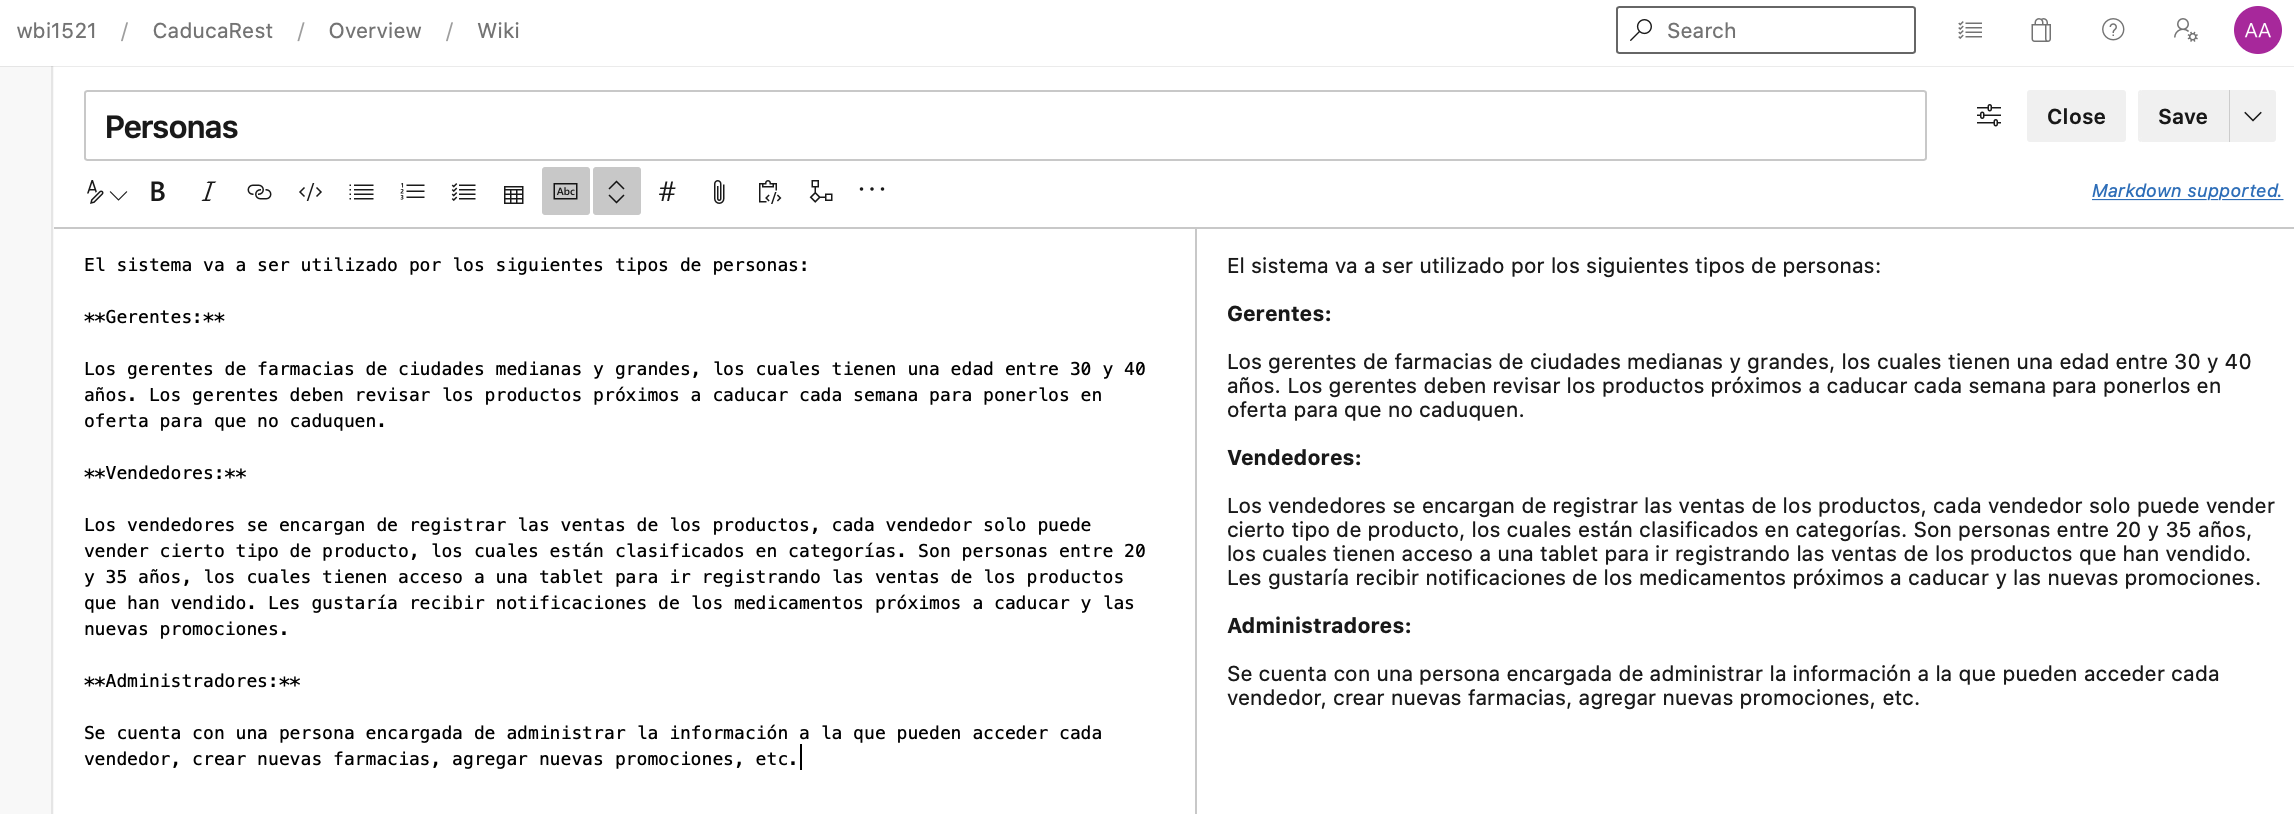 wbi1521 / CaducaRest / Overview / Wiki
Search
AA
Personas
Close
Save
B I </> Abc # ...
Markdown supported.
El sistema va a ser utilizado por los siguientes tipos de personas:
**Gerentes:**
Los gerentes de farmacias de ciudades medianas y grandes, los cuales tienen una edad entre 30 y 40
años. Los gerentes deben revisar los productos próximos a caducar cada semana para ponerlos en
oferta para que no caduquen.
**Vendedores:**
Los vendedores se encargan de registrar las ventas de los productos, cada vendedor solo puede
vender cierto tipo de producto, los cuales están clasificados en categorías. Son personas entre 20
y 35 años, los cuales tienen acceso a una tablet para ir registrando las ventas de los productos
que han vendido. Les gustaría recibir notificaciones de los medicamentos próximos a caducar y las
nuevas promociones.
**Administradores:**
Se cuenta con una persona encargada de administrar la información a la que pueden acceder cada
vendedor, crear nuevas farmacias, agregar nuevas promociones, etc.
El sistema va a ser utilizado por los siguientes tipos de personas:
Gerentes:
Los gerentes de farmacias de ciudades medianas y grandes, los cuales tienen una edad entre 30 y 40
años. Los gerentes deben revisar los productos próximos a caducar cada semana para ponerlos en
oferta para que no caduquen.
Vendedores:
Los vendedores se encargan de registrar las ventas de los productos, cada vendedor solo puede vender
cierto tipo de producto, los cuales están clasificados en categorías. Son personas entre 20 y 35 años,
los cuales tienen acceso a una tablet para ir registrando las ventas de los productos que han vendido.
Les gustaría recibir notificaciones de los medicamentos próximos a caducar y las nuevas promociones.
Administradores:
Se cuenta con una persona encargada de administrar la información a la que pueden acceder cada
vendedor, crear nuevas farmacias, agregar nuevas promociones, etc.